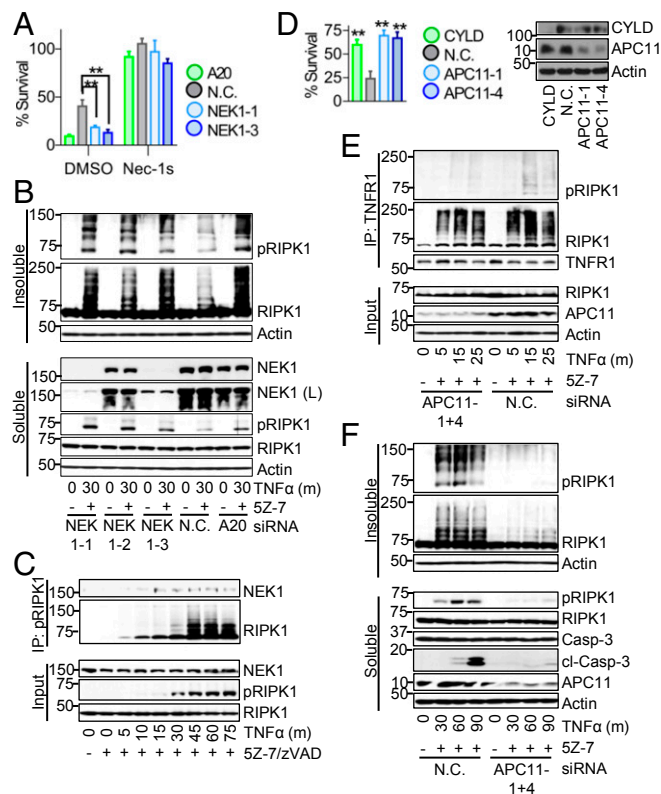 A
% Survival
100
50
0
**
**
DMSO Nec-1s
A20
N.C.
NEK1-1
NEK1-3
B
Insoluble
150
75
pRIPK1
250
75
RIPK1
50
Actin
Soluble
150
NEK1
150
NEK1 (L)
75
pRIPK1
75
RIPK1
50
Actin
0 30 0 30 0 30 0 30 0 30 TNFα (m)
- + - + - + - + - + 5Z-7
NEK 1-1 NEK 1-2 NEK 1-3 N.C. A20 siRNA
C
IP: pRIPK1
150
NEK1
150
75
RIPK1
Input
150
NEK1
75
pRIPK1
75
RIPK1
50
0 0 5 10 15 30 45 60 75 TNFα (m)
- + + + + + + + + 5Z-7/zVAD
D
% Survival
100
50
0
**
** **
CYLD
N.C.
APC11-1
APC11-4
100
CYLD
10
APC11
50
Actin
CYLD
N.C.
APC11-1
APC11-4
E
IP: TNFR1
250
75
pRIPK1
250
75
RIPK1
50
TNFR1
Input
75
RIPK1
10
APC11
50
Actin
0 5 15 25 0 5 15 25 TNFα (m)
- + + + - + + + 5Z-7
APC11-1+4 N.C. siRNA
F
Insoluble
150
75
pRIPK1
250
75
RIPK1
50
Actin
Soluble
75
pRIPK1
75
RIPK1
37
Casp-3
20
cl-Casp-3
10
APC11
50
Actin
0 30 60 90 0 30 60 90 TNFα (m)
- + + + - + + + 5Z-7
N.C. APC11-1+4 siRNA